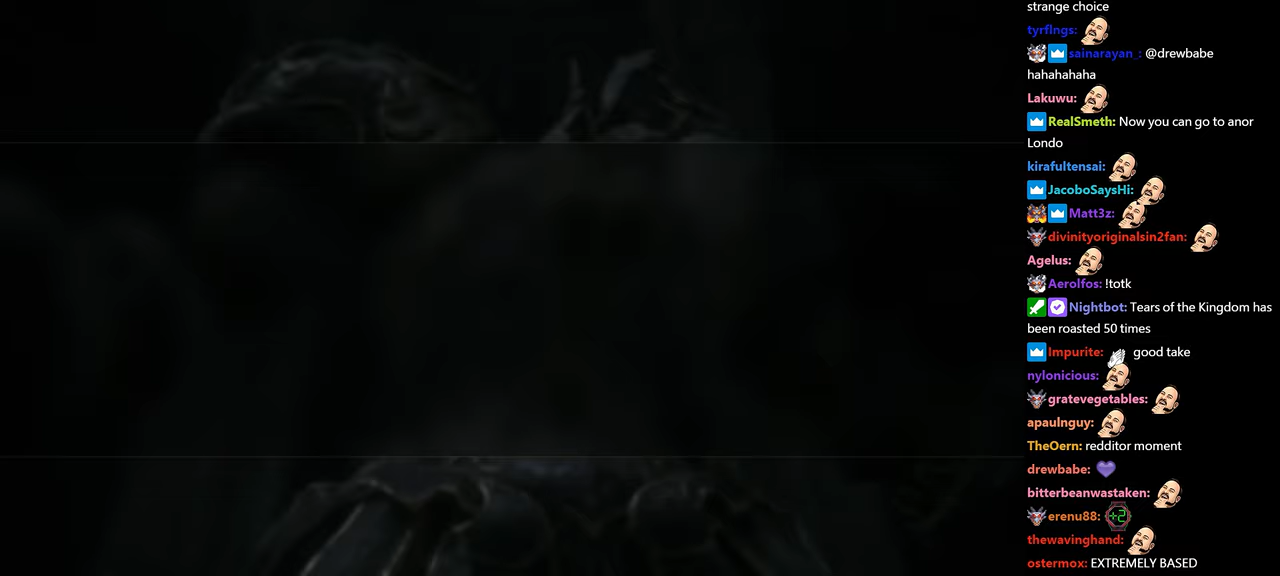 strange choice
tyrflngs:
sainarayan_: @drewbabe
hahahahaha
Lakuwu:
RealSmeth: Now you can go to anor
Londo
kirafultensai:
JacoboSaysHi:
Matt3z:
divinityoriginalsin2fan:
Agelus:
Aerolfos: !totk
Nightbot: Tears of the Kingdom has
been roasted 50 times
Impurite: good take
nylonicious:
gratevegetables:
apaulnguy:
TheOern: redditor moment
drewbabe:
bitterbeanwastaken:
erenu88: +2
thewavinghand:
ostermox: EXTREMELY BASED